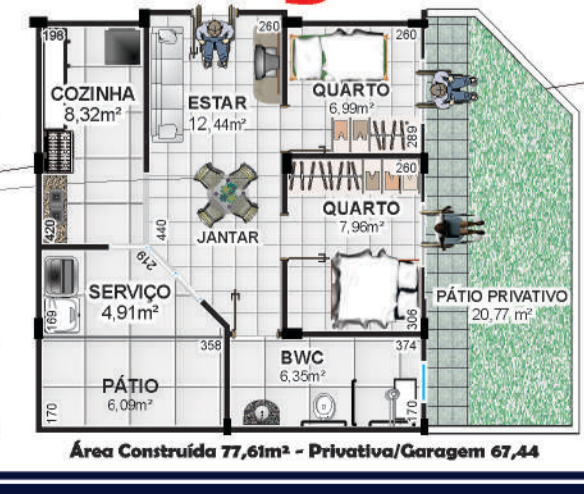 198
260
260
COZINHA
8,32m²
ESTAR
12,44m²
QUARTO
6,99m²
289
260
QUARTO
7,96m²
420
440
JANTAR
219
SERVIÇO
4,91m²
169
PÁTIO PRIVATIVO
20,77 m²
306
358
BWC
6,35m²
374
PÁTIO
6,09m²
170
170
Área Construída 77,61m² - Privativa/Garagem 67,44